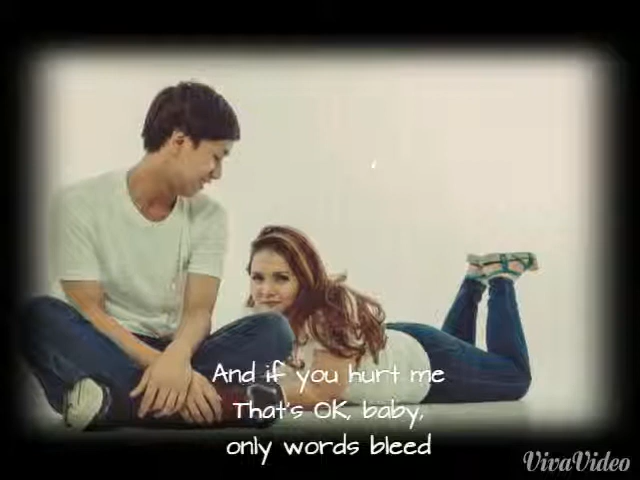 And if you hurt me
That's OK, baby,
only words bleed
VivaVideo